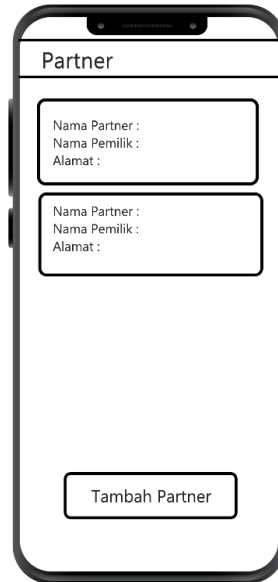 Partner
Nama Partner :
Nama Pemilik :
Alamat :
Nama Partner :
Nama Pemilik :
Alamat :
Tambah Partner